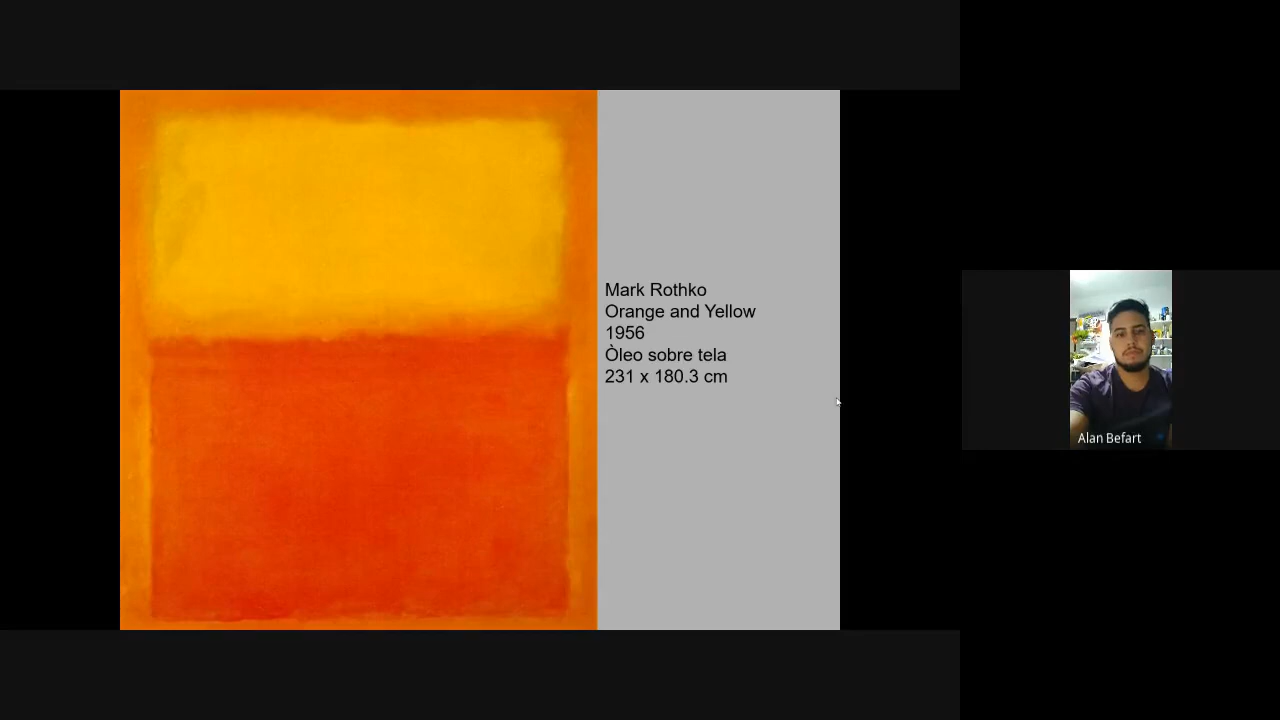 Mark Rothko
Orange and Yellow
1956
Òleo sobre tela
231 x 180.3 cm
Alan Befart